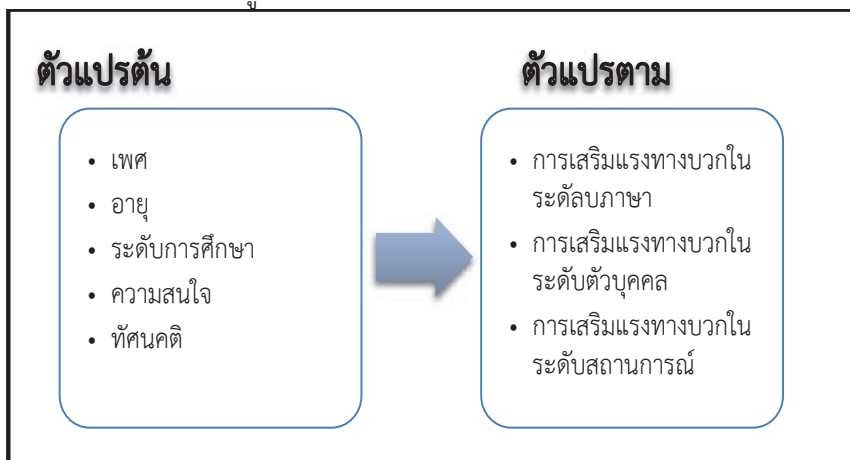 ตัวแปรต้น
• เพศ
• อายุ
• ระดับการศึกษา
• ความสนใจ
• ทัศนคติ
ตัวแปรตาม
• การเสริมแรงทางบวกใน
ระดัลบภาษา
• การเสริมแรงทางบวกใน
ระดับตัวบุคคล
• การเสริมแรงทางบวกใน
ระดับสถานการณ์